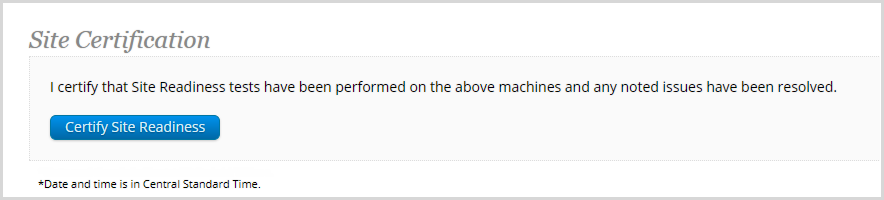 Site Certification
I certify that Site Readiness tests have been performed on the above machines and any noted issues have been resolved.
Certify Site Readiness
*Date and time is in Central Standard Time.